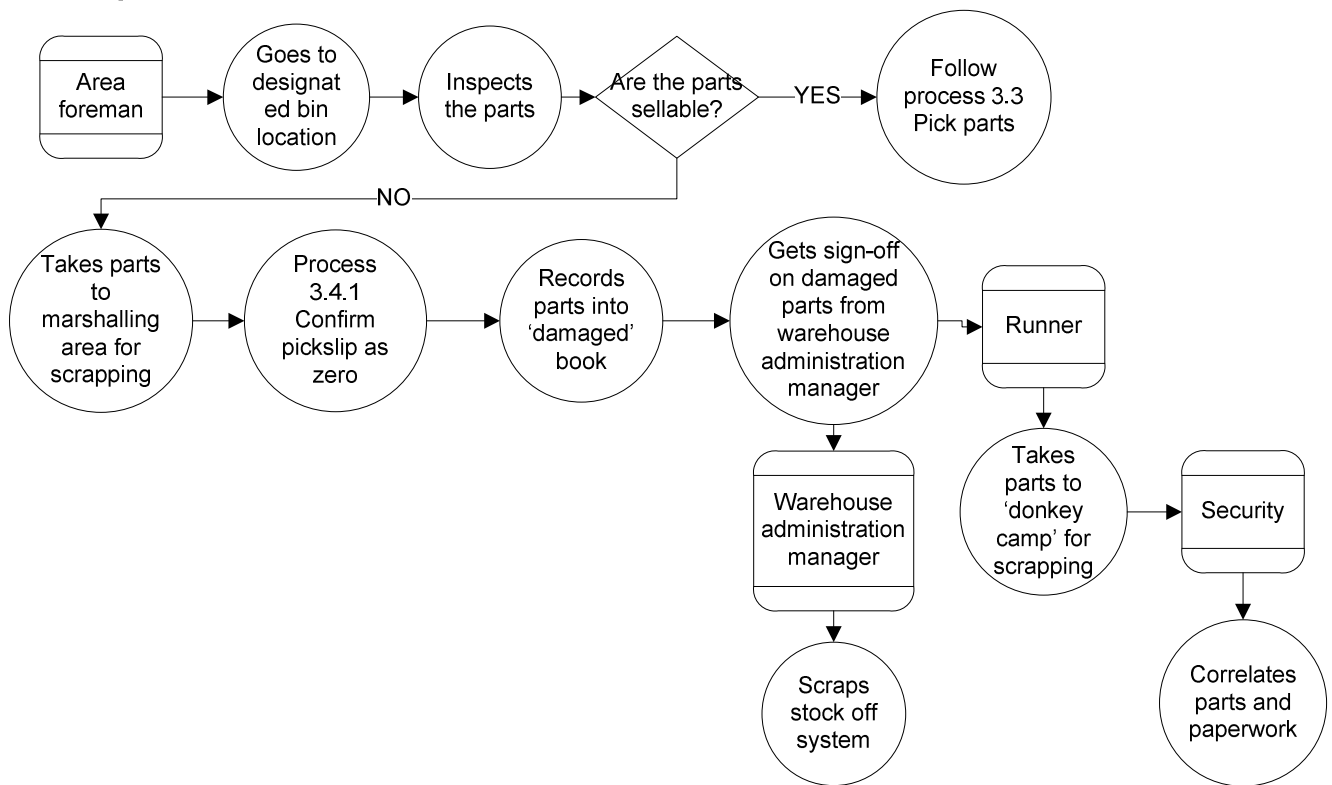 Area
foreman
Goes to
designat
ed bin
location
Inspects
the parts
Are the parts
sellable?
YES
Follow
process 3.3
Pick parts
NO
Takes parts
to
marshalling
area for
scrapping
Process
3.4.1
Confirm
pickslip as
zero
Records
parts into
‘damaged’
book
Gets sign-off
on damaged
parts from
warehouse
administration
manager
Runner
Warehouse
administration
manager
Takes
parts to
‘donkey
camp’ for
scrapping
Security
Scraps
stock off
system
Correlates
parts and
paperwork